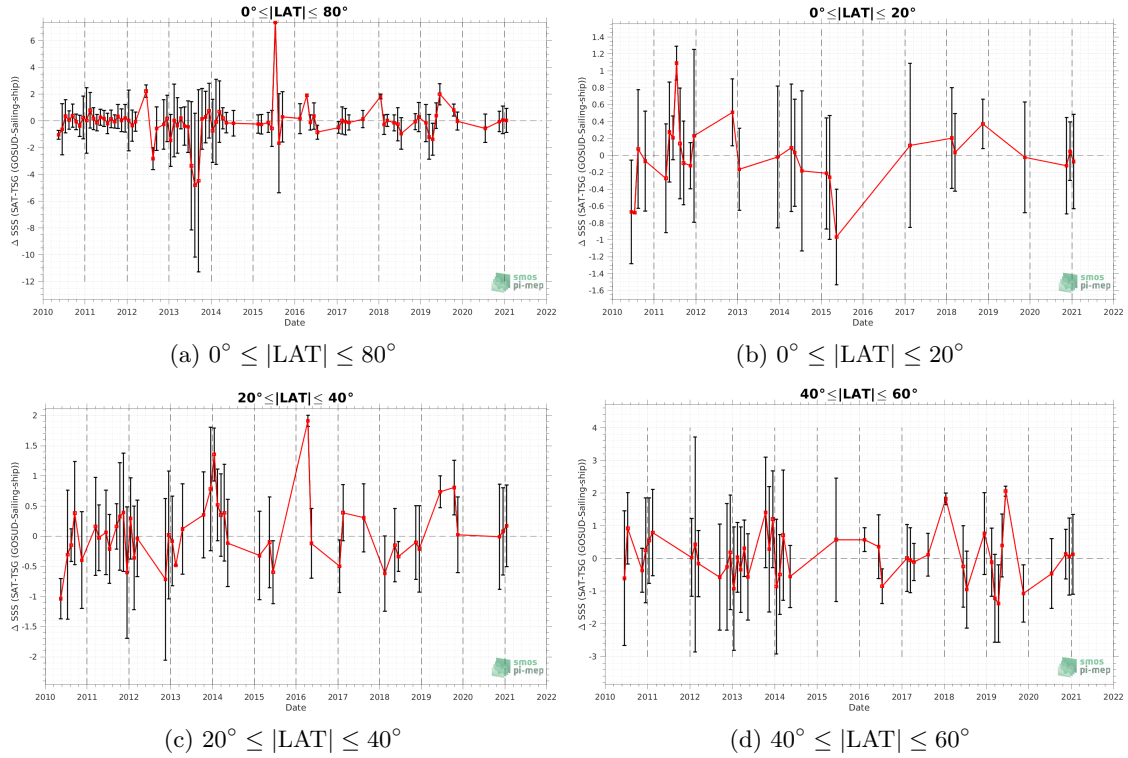 0°≤|LAT|≤ 80°
Δ SSS (SAT-TSG (GOSUD-Sailing-ship))
6
4
2
0
-2
-4
-6
-8
-10
-12
2010 2011 2012 2013 2014 2015 2016 2017 2018 2019 2020 2021 2022
Date
smos
pi-mep
(a) 0° ≤ |LAT| ≤ 80°
0°≤|LAT|≤ 20°
Δ SSS (SAT-TSG (GOSUD-Sailing-ship))
1.4
1.2
1
0.8
0.6
0.4
0.2
0
-0.2
-0.4
-0.6
-0.8
-1
-1.2
-1.4
-1.6
2010 2011 2012 2013 2014 2015 2016 2017 2018 2019 2020 2021 2022
Date
smos
pi-mep
(b) 0° ≤ |LAT| ≤ 20°
20°≤|LAT|≤ 40°
Δ SSS (SAT-TSG (GOSUD-Sailing-ship))
2
1.5
1
0.5
0
-0.5
-1
-1.5
-2
2010 2011 2012 2013 2014 2015 2016 2017 2018 2019 2020 2021 2022
Date
smos
pi-mep
(c) 20° ≤ |LAT| ≤ 40°
40°≤|LAT|≤ 60°
Δ SSS (SAT-TSG (GOSUD-Sailing-ship))
4
3
2
1
0
-1
-2
-3
2010 2011 2012 2013 2014 2015 2016 2017 2018 2019 2020 2021 2022
Date
smos
pi-mep
(d) 40° ≤ |LAT| ≤ 60°